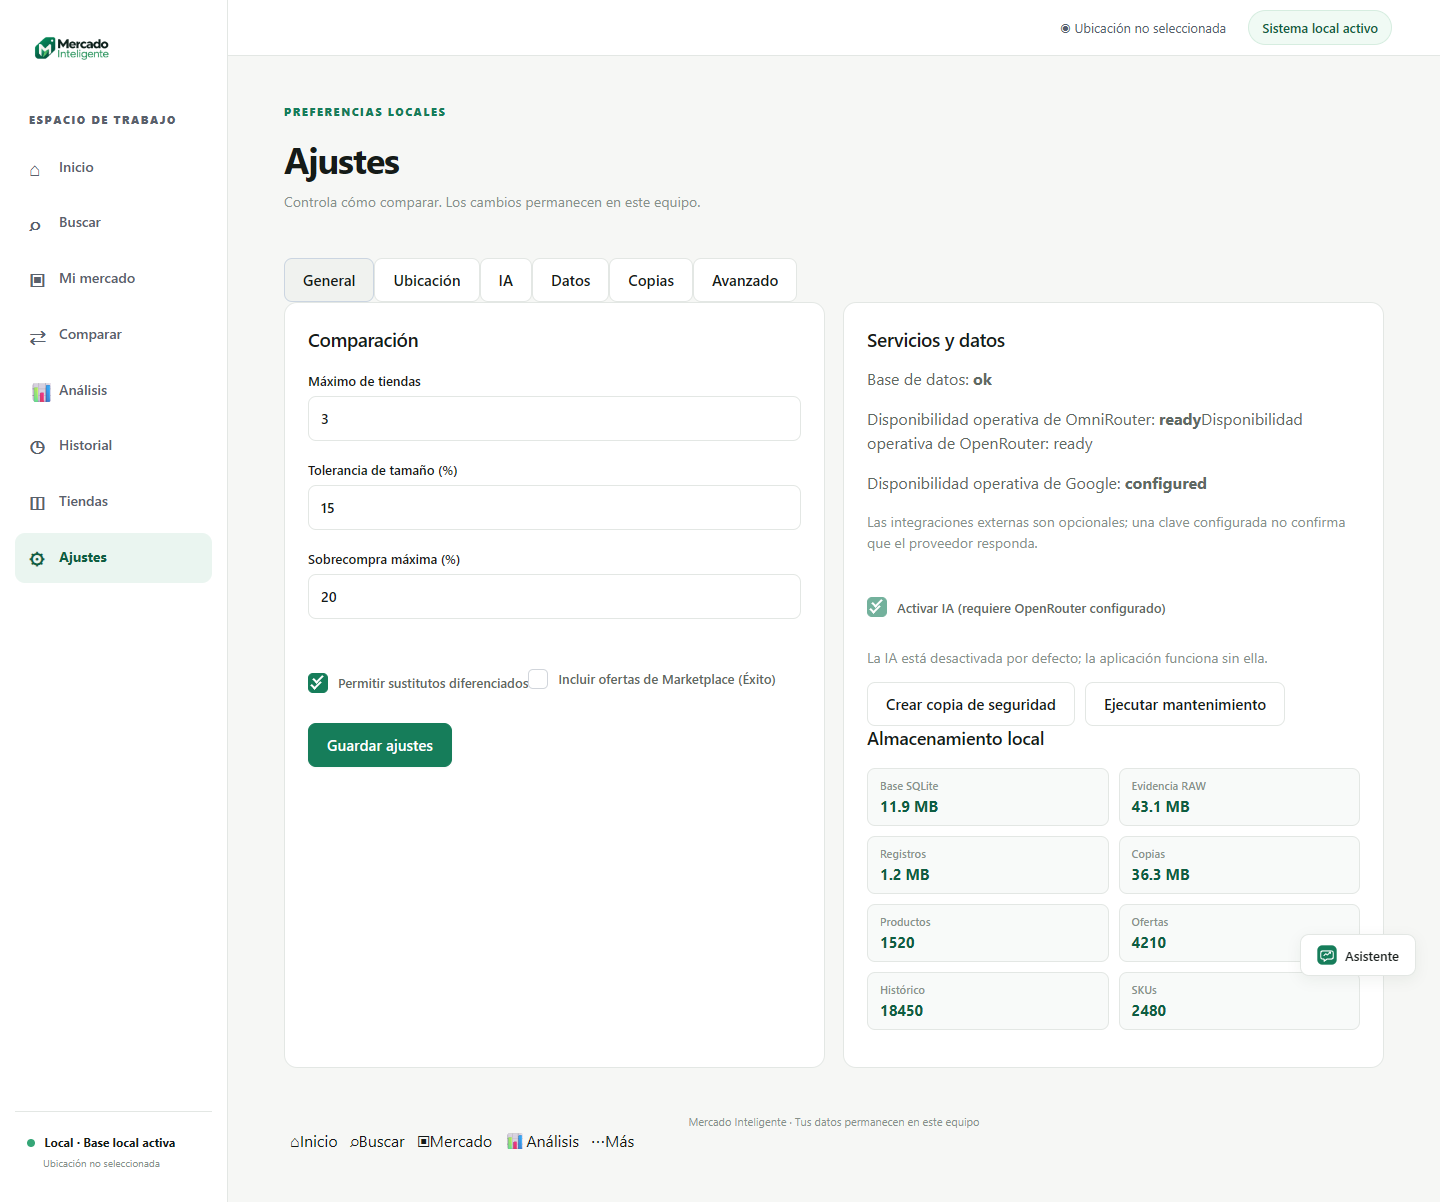 Mercado
Inteligente
ESPACIO DE TRABAJO
Inicio
Buscar
Mi mercado
Comparar
Análisis
Historial
Tiendas
Ajustes
Local · Base local activa
Ubicación no seleccionada
Ubicación no seleccionada
Sistema local activo
PREFERENCIAS LOCALES
Ajustes
Controla cómo comparar. Los cambios permanecen en este equipo.
General
Ubicación
IA
Datos
Copias
Avanzado
Comparación
Máximo de tiendas
3
Tolerancia de tamaño (%)
15
Sobrecompra máxima (%)
20
Permitir sustitutos diferenciados
Incluir ofertas de Marketplace (Éxito)
Guardar ajustes
Servicios y datos
Base de datos: ok
Disponibilidad operativa de OmniRouter: readyDisponibilidad
operativa de OpenRouter: ready
Disponibilidad operativa de Google: configured
Las integraciones externas son opcionales; una clave configurada no confirma
que el proveedor responda.
Activar IA (requiere OpenRouter configurado)
La IA está desactivada por defecto; la aplicación funciona sin ella.
Crear copia de seguridad
Ejecutar mantenimiento
Almacenamiento local
Base SQLite
11.9 MB
Evidencia RAW
43.1 MB
Registros
1.2 MB
Copias
36.3 MB
Productos
1520
Ofertas
4210
Histórico
18450
SKUs
2480
Asistente
Mercado Inteligente · Tus datos permanecen en este equipo
Inicio
Buscar
Mercado
Análisis
···Más